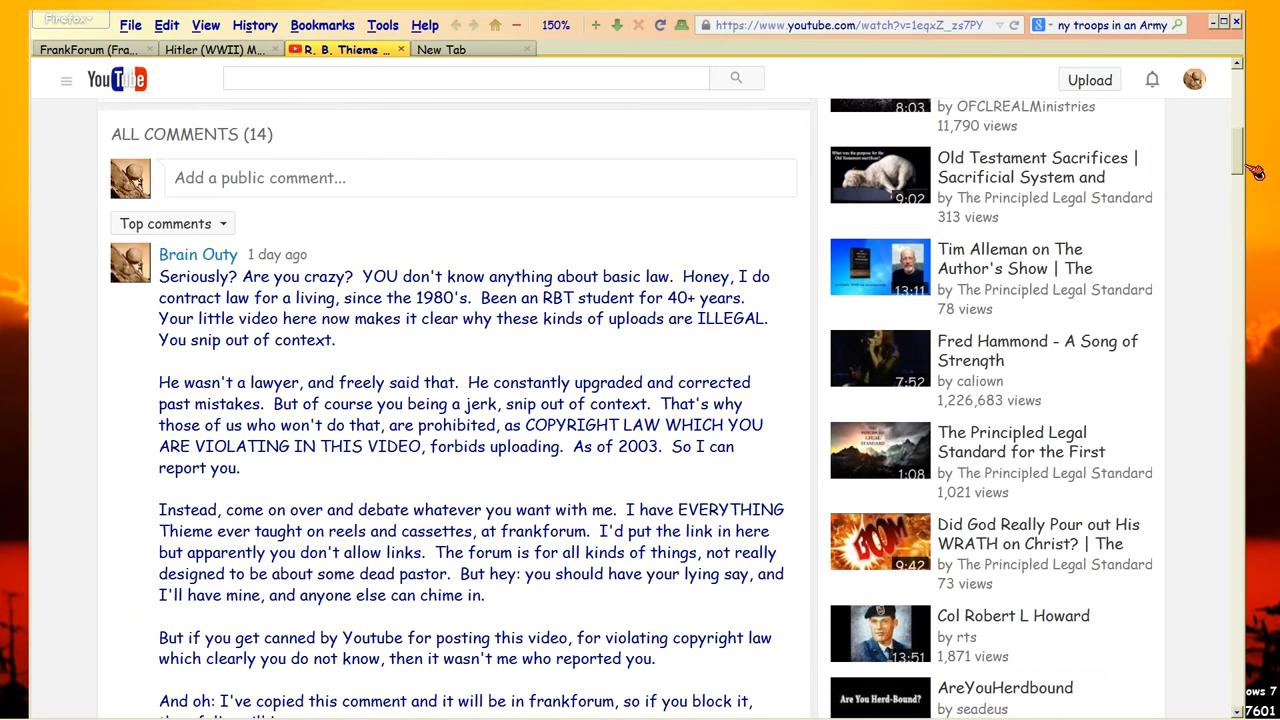 Firefox
File Edit View History Bookmarks Tools Help 150% https://www.youtube.com/watch?v=1eqxZ_zs7PY ny troops in an Army
FrankForum (Fra... Hitler (WWII) M... R. B. Thieme ... New Tab
YouTube Upload
ALL COMMENTS (14)
Add a public comment...
Top comments
Brain Outy 1 day ago
Seriously? Are you crazy? YOU don't know anything about basic law. Honey, I do
contract law for a living, since the 1980's. Been an RBT student for 40+ years.
Your little video here now makes it clear why these kinds of uploads are ILLEGAL.
You snip out of context.
He wasn't a lawyer, and freely said that. He constantly upgraded and corrected
past mistakes. But of course you being a jerk, snip out of context. That's why
those of us who won't do that, are prohibited, as COPYRIGHT LAW WHICH YOU
ARE VIOLATING IN THIS VIDEO, forbids uploading. As of 2003. So I can
report you.
Instead, come on over and debate whatever you want with me. I have EVERYTHING
Thieme ever taught on reels and cassettes, at frankforum. I'd put the link in here
but apparently you don't allow links. The forum is for all kinds of things, not really
designed to be about some dead pastor. But hey: you should have your lying say, and
I'll have mine, and anyone else can chime in.
But if you get canned by Youtube for posting this video, for violating copyright law
which clearly you do not know, then it wasn't me who reported you.
And oh: I've copied this comment and it will be in frankforum, so if you block it,
8:03
by OFCLREALMinistries
11,790 views
What was the purpose for the
Old Testament sacrifices?
9:02
Old Testament Sacrifices |
Sacrificial System and
by The Principled Legal Standard
313 views
13:11
Tim Alleman on The
Author's Show | The
by The Principled Legal Standard
78 views
7:52
Fred Hammond - A Song of
Strength
by caliown
1,226,683 views
1:08
The Principled Legal
Standard for the First
by The Principled Legal Standard
1,021 views
BOOM
9:42
Did God Really Pour out His
WRATH on Christ? | The
by The Principled Legal Standard
73 views
13:51
Col Robert L Howard
by rts
1,871 views
Are You Herd-Bound?
AreYouHerdbound
by seadeus
ows 7
7601